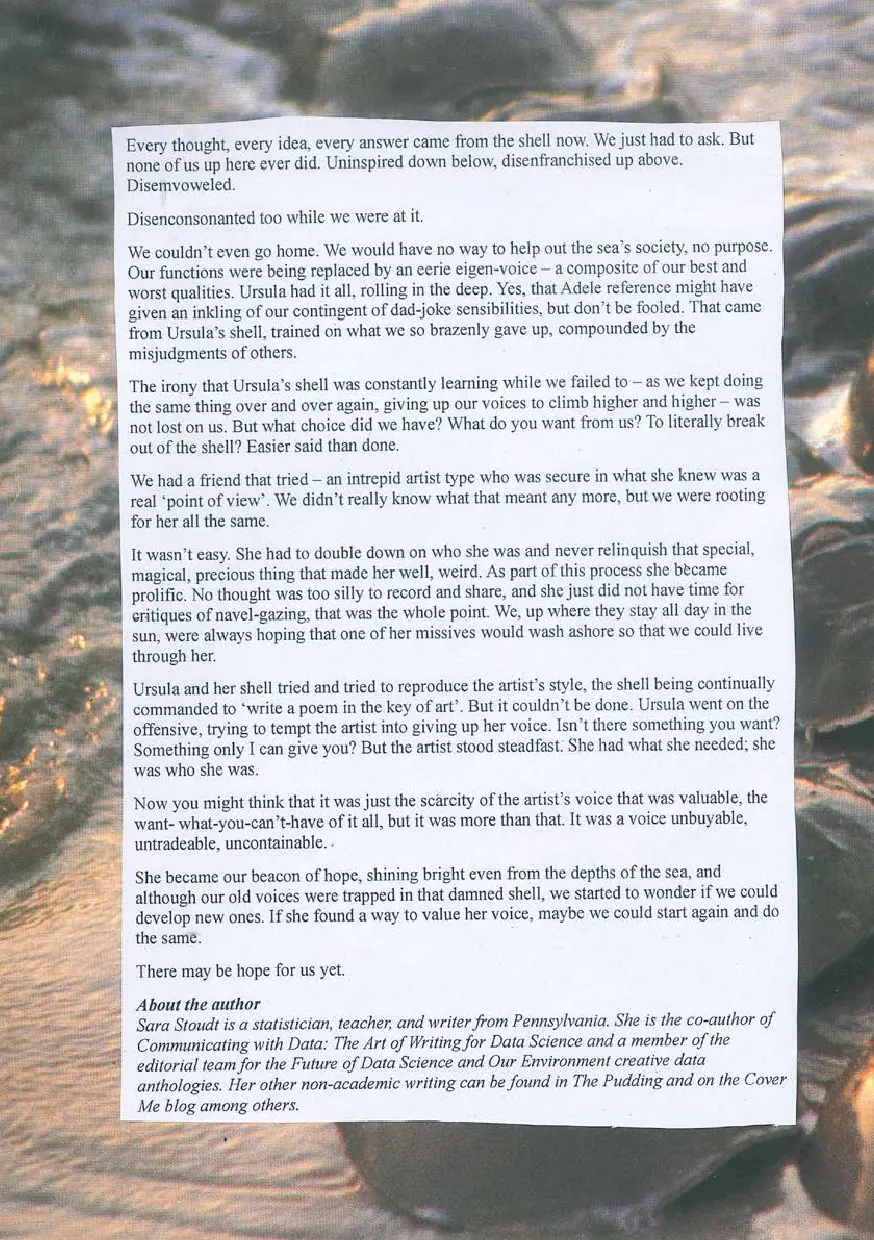 Every thought, every idea, every answer came from the shell now. We just had to ask. But
none of us up here ever did. Uninspired down below, disenfranchised up above.
Disemvoweled.
Disenconsonanted too while we were at it.
We couldn't even go home. We would have no way to help out the sea's society, no purpose.
Our functions were being replaced by an eerie eigen-voice – a composite of our best and
worst qualities. Ursula had it all, rolling in the deep. Yes, that Adele reference might have
given an inkling of our contingent of dad-joke sensibilities, but don't be fooled. That came
from Ursula's shell, trained on what we so brazenly gave up, compounded by the
misjudgments of others.
The irony that Ursula's shell was constantly learning while we failed to – as we kept doing
the same thing over and over again, giving up our voices to climb higher and higher – was
not lost on us. But what choice did we have? What do you want from us? To literally break
out of the shell? Easier said than done.
We had a friend that tried – an intrepid artist type who was secure in what she knew was a
real 'point of view'. We didn't really know what that meant any more, but we were rooting
for her all the same.
It wasn't easy. She had to double down on who she was and never relinquish that special,
magical, precious thing that made her well, weird. As part of this process she became
prolific. No thought was too silly to record and share, and she just did not have time for
critiques of navel-gazing, that was the whole point. We, up where they stay all day in the
sun, were always hoping that one of her missives would wash ashore so that we could live
through her.
Ursula and her shell tried and tried to reproduce the artist's style, the shell being continually
commanded to 'write a poem in the key of art'. But it couldn't be done. Ursula went on the
offensive, trying to tempt the artist into giving up her voice. Isn't there something you want?
Something only I can give you? But the artist stood steadfast. She had what she needed; she
was who she was.
Now you might think that it was just the scarcity of the artist's voice that was valuable, the
want- what-you-can't-have of it all, but it was more than that. It was a voice unbuyable,
untradeable, uncontainable.
She became our beacon of hope, shining bright even from the depths of the sea, and
although our old voices were trapped in that damned shell, we started to wonder if we could
develop new ones. If she found a way to value her voice, maybe we could start again and do
the same.
There may be hope for us yet.
About the author
Sara Stoudt is a statistician, teacher, and writer from Pennsylvania. She is the co-author of
Communicating with Data: The Art of Writing for Data Science and a member of the
editorial team for the Future of Data Science and Our Environment creative data
anthologies. Her other non-academic writing can be found in The Pudding and on the Cover
Me blog among others.